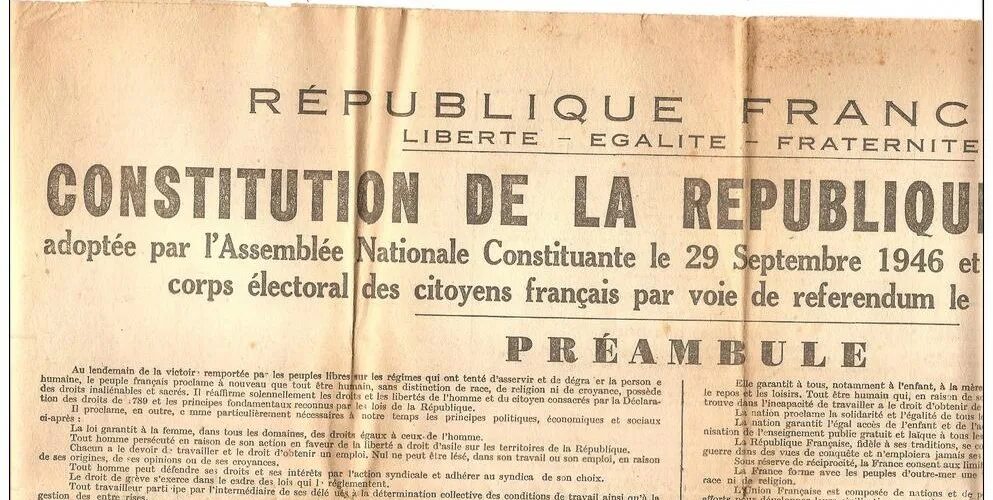 RÉPUBLIQUE FRANC
LIBERTE - EGALITE - FRATERNITE
CONSTITUTION DE LA REPUBLIQU
adoptée par l'Assemblée Nationale Constituante le 29 Septembre 1946 et
corps électoral des citoyens français par voie de referendum le
PRÉAMBULE
Au lendemain de la victoire remportée par les peuples libres sur les régimes qui ont tenté d'asservir et de dégra er la person e
humaine, le peuple français proclame à nouveau que tout être humain, sans distinction de race, de religion ni de croyance, possède
des droits inaliénables et sacrés. Il réaffirme solennellement les droits et les libertés de l'homme et du citoyen consacrés par la Déclara-
tion des droits de 789 et les principes fondamentaux reconnus par les lois de la République.
Il proclame, en outre, c mme particulièrement nécessaires à notre temps les principes politiques, économiques et sociaux
ci-après :
La loi garantit à la femme, dans tous les domaines, des droits égaux à ceux de l'homme.
Tout homme persécuté en raison de son action en faveur de la liberté a droit d'asile sur les territoires de la République.
Chacun a le devoir de travailler et le droit d'obtenir un emploi. Nul ne peut être lésé, dans son travail ou son emploi, en raison
de ses origines, de ses opinions ou de ses croyances.
Tout homme peut défendre ses droits et ses intérêts par l'action syndicale et adhérer au syndica de son choix.
Le droit de grève s'exerce dans le cadre des lois qui l réglementent.
Tout travailleur participe par l'intermédiaire de ses délé ués à la détermination collective des conditions de travail ainsi qu'à la
gestion des entre rises.
Elle garantit à tous, notamment à l'enfant, à la mère
le repos et les loisirs. Tout être humain qui, en raison de s
trouve dans l'incapacité de travailler a le droit d'obtenir de
La nation proclame la solidarité et l'égalité de tous l
La nation garantit l'égal accès de l'enfant et de l'a
nisation de l'enseignement public gratuit et laïque à tous les
La République Française, fidèle à ses traditions, se c
guerre dans des vues de conquête et n'emploiera jamais ses
Sous réserve de réciprocité, la France consent aux limit
La France forme avec les peuples d'outre-mer une
race ni de religion.
L'Union Française est composée de nations et de p